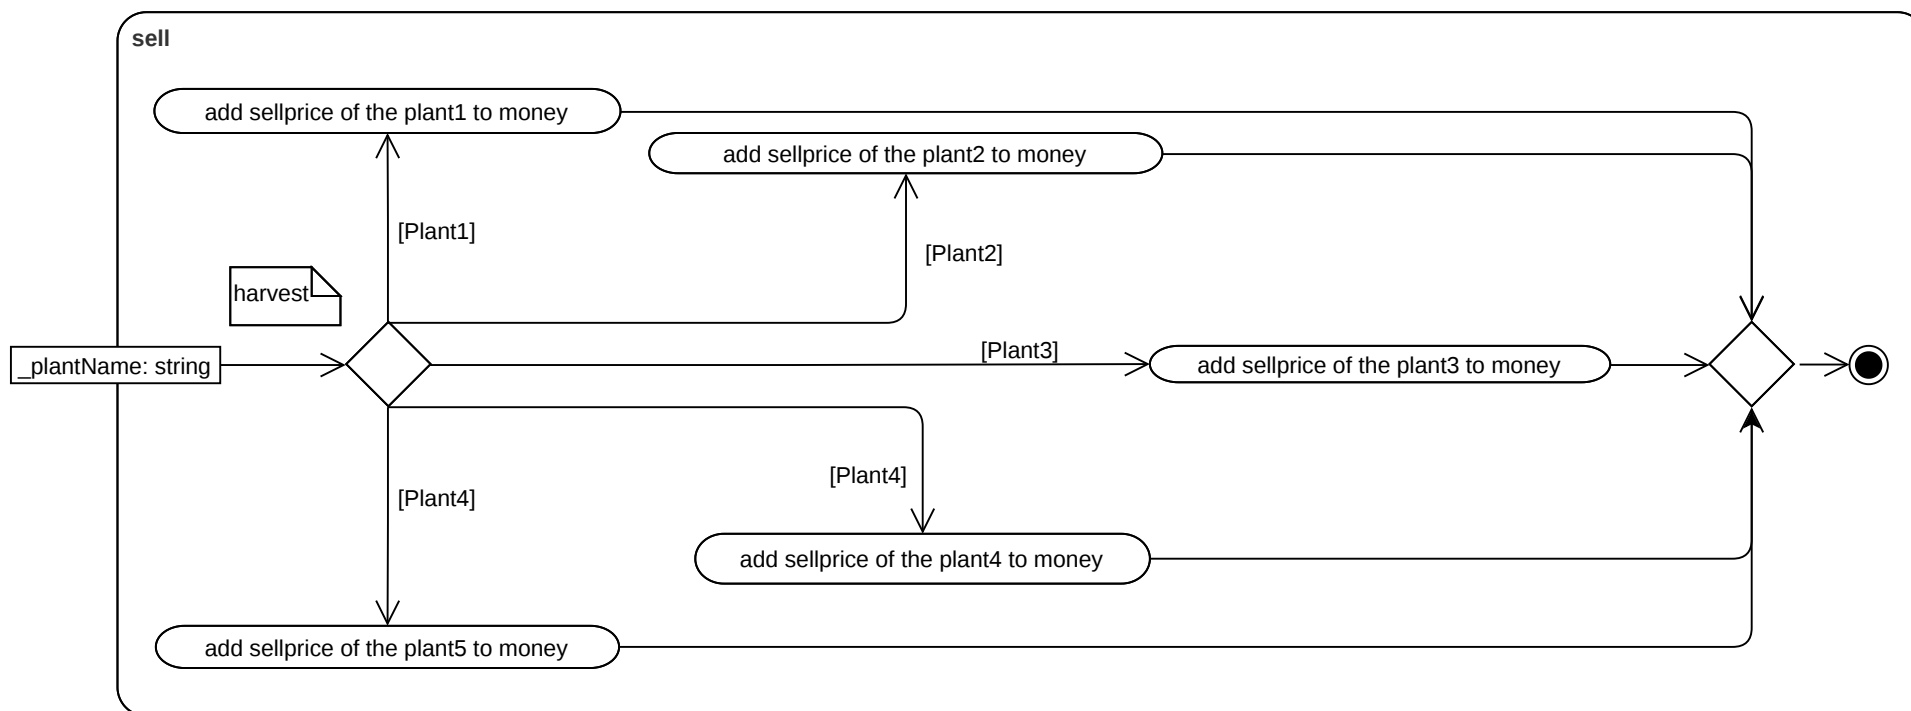 sell
add sellprice of the plant1 to money
add sellprice of the plant2 to money
[Plant1]
[Plant2]
harvest
_plantName: string
[Plant3]
add sellprice of the plant3 to money
[Plant4]
[Plant4]
add sellprice of the plant4 to money
add sellprice of the plant5 to money